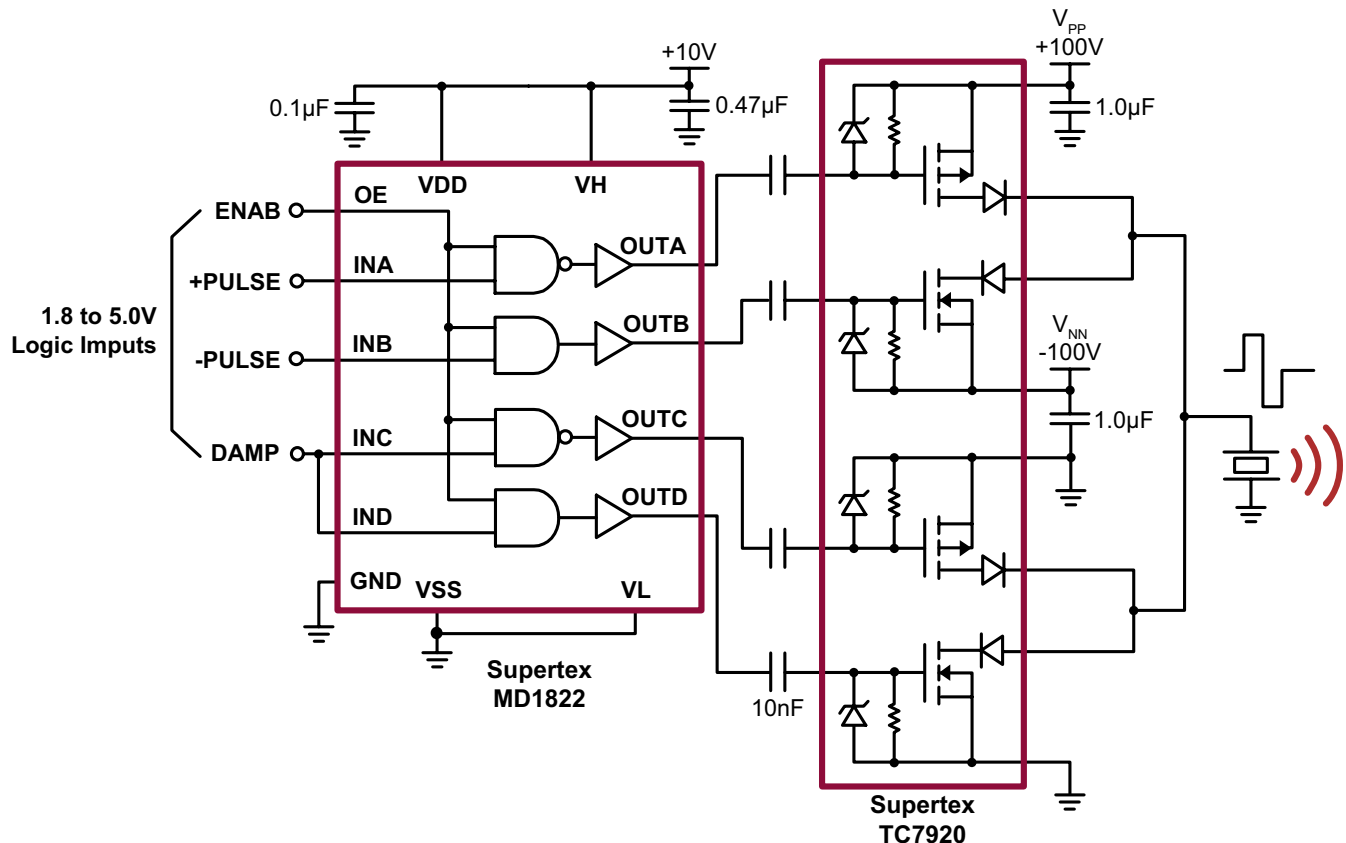 +10V
V_PP
+100V
0.1µF
0.47µF
1.0µF
VDD
VH
ENAB
OE
OUTA
+PULSE
INA
1.8 to 5.0V
Logic Imputs
OUTB
-PULSE
INB
V_NN
-100V
1.0µF
OUTC
DAMP
INC
OUTD
IND
GND
VSS
VL
Supertex
MD1822
10nF
Supertex
TC7920